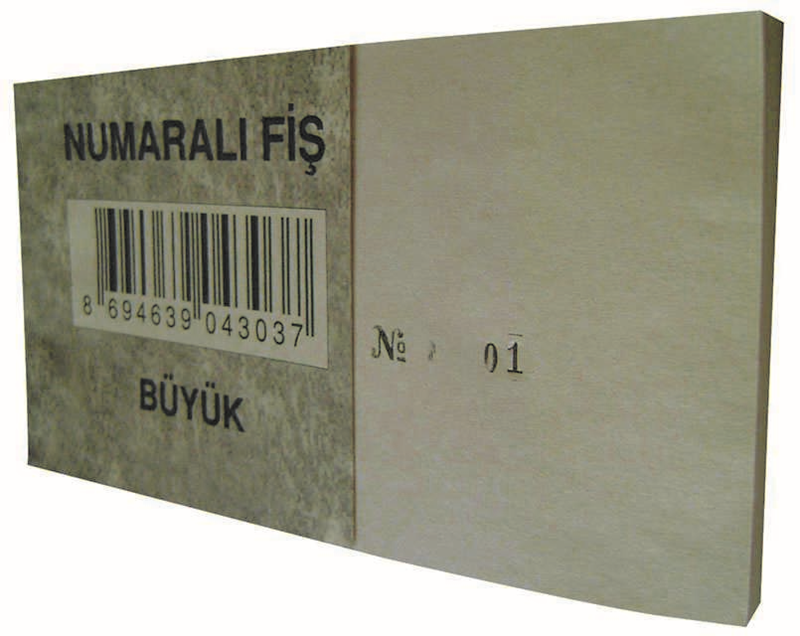 NUMARALI FİŞ
8 694639 043037
BÜYÜK
№ 01